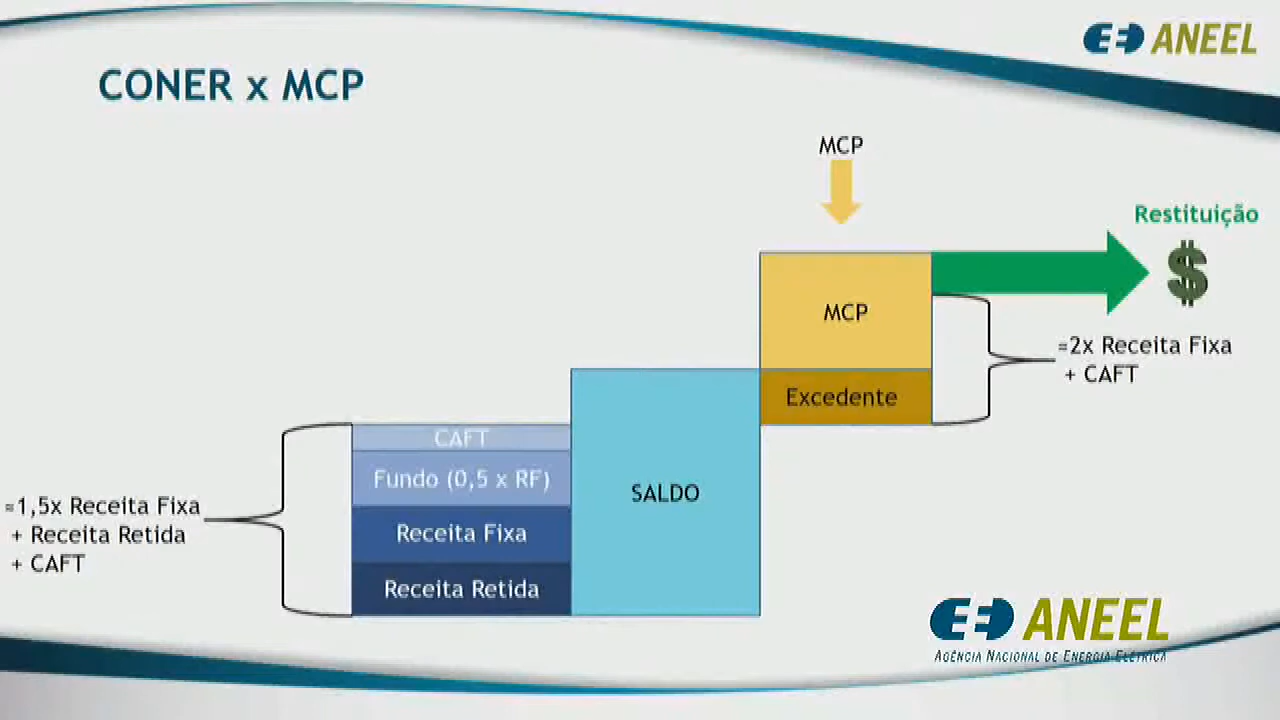 ANEEL
CONER x MCP
MCP
Restituição
$
MCP
=2x Receita Fixa
+ CAFT
Excedente
CAFT
Fundo (0,5 x RF)
SALDO
=1,5x Receita Fixa
+ Receita Retida
+ CAFT
Receita Fixa
Receita Retida
ANEEL
AGÊNCIA NACIONAL DE ENERGIA ELÉTRICA